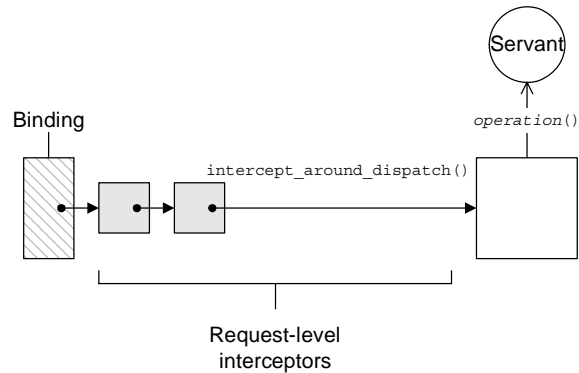 Servant
Binding
operation()
intercept_around_dispatch()
Request-level
interceptors